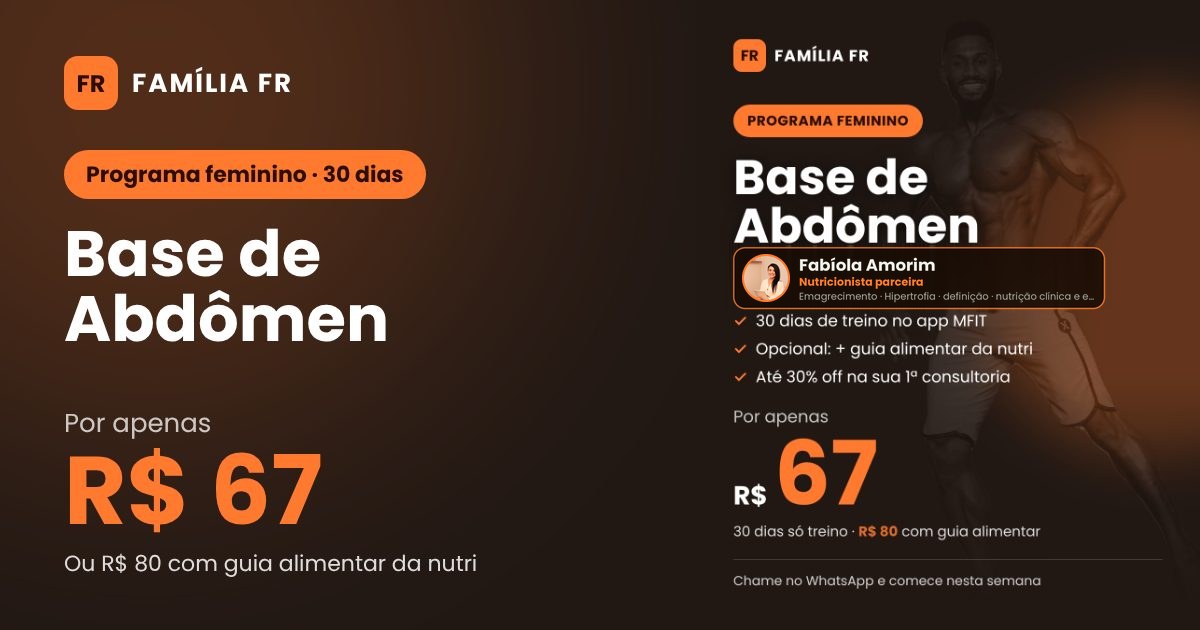 FR FAMÍLIA FR
Programa feminino · 30 dias
Base de
Abdômen
Por apenas
R$ 67
Ou R$ 80 com guia alimentar da nutri
FR FAMÍLIA FR
PROGRAMA FEMININO
Base de
Abdômen
Fabíola Amorim
Nutricionista parceira
Emagrecimento · Hipertrofia · definição · nutrição clínica e e...
30 dias de treino no app MFIT
Opcional: + guia alimentar da nutri
Até 30% off na sua 1ª consultoria
Por apenas
R$ 67
30 dias só treino · R$ 80 com guia alimentar
Chame no WhatsApp e comece nesta semana